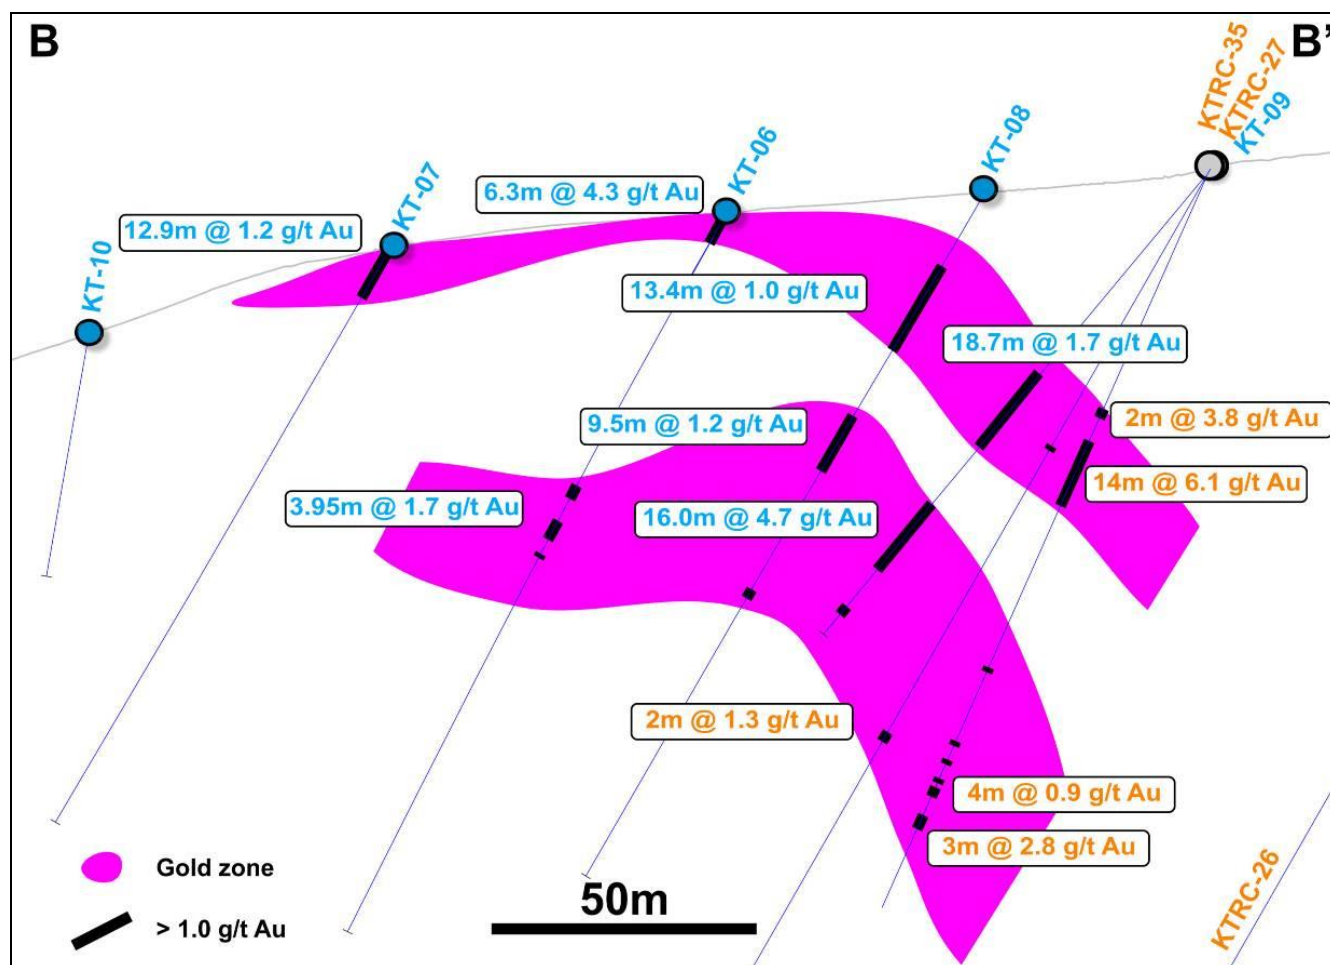 B
B'
KTRC-35
KTRC-27
KT-09
KT-08
KT-06
KT-07
KT-10
6.3m @ 4.3 g/t Au
12.9m @ 1.2 g/t Au
13.4m @ 1.0 g/t Au
18.7m @ 1.7 g/t Au
9.5m @ 1.2 g/t Au
2m @ 3.8 g/t Au
14m @ 6.1 g/t Au
3.95m @ 1.7 g/t Au
16.0m @ 4.7 g/t Au
2m @ 1.3 g/t Au
4m @ 0.9 g/t Au
3m @ 2.8 g/t Au
Gold zone
> 1.0 g/t Au
50m
KTRC-26